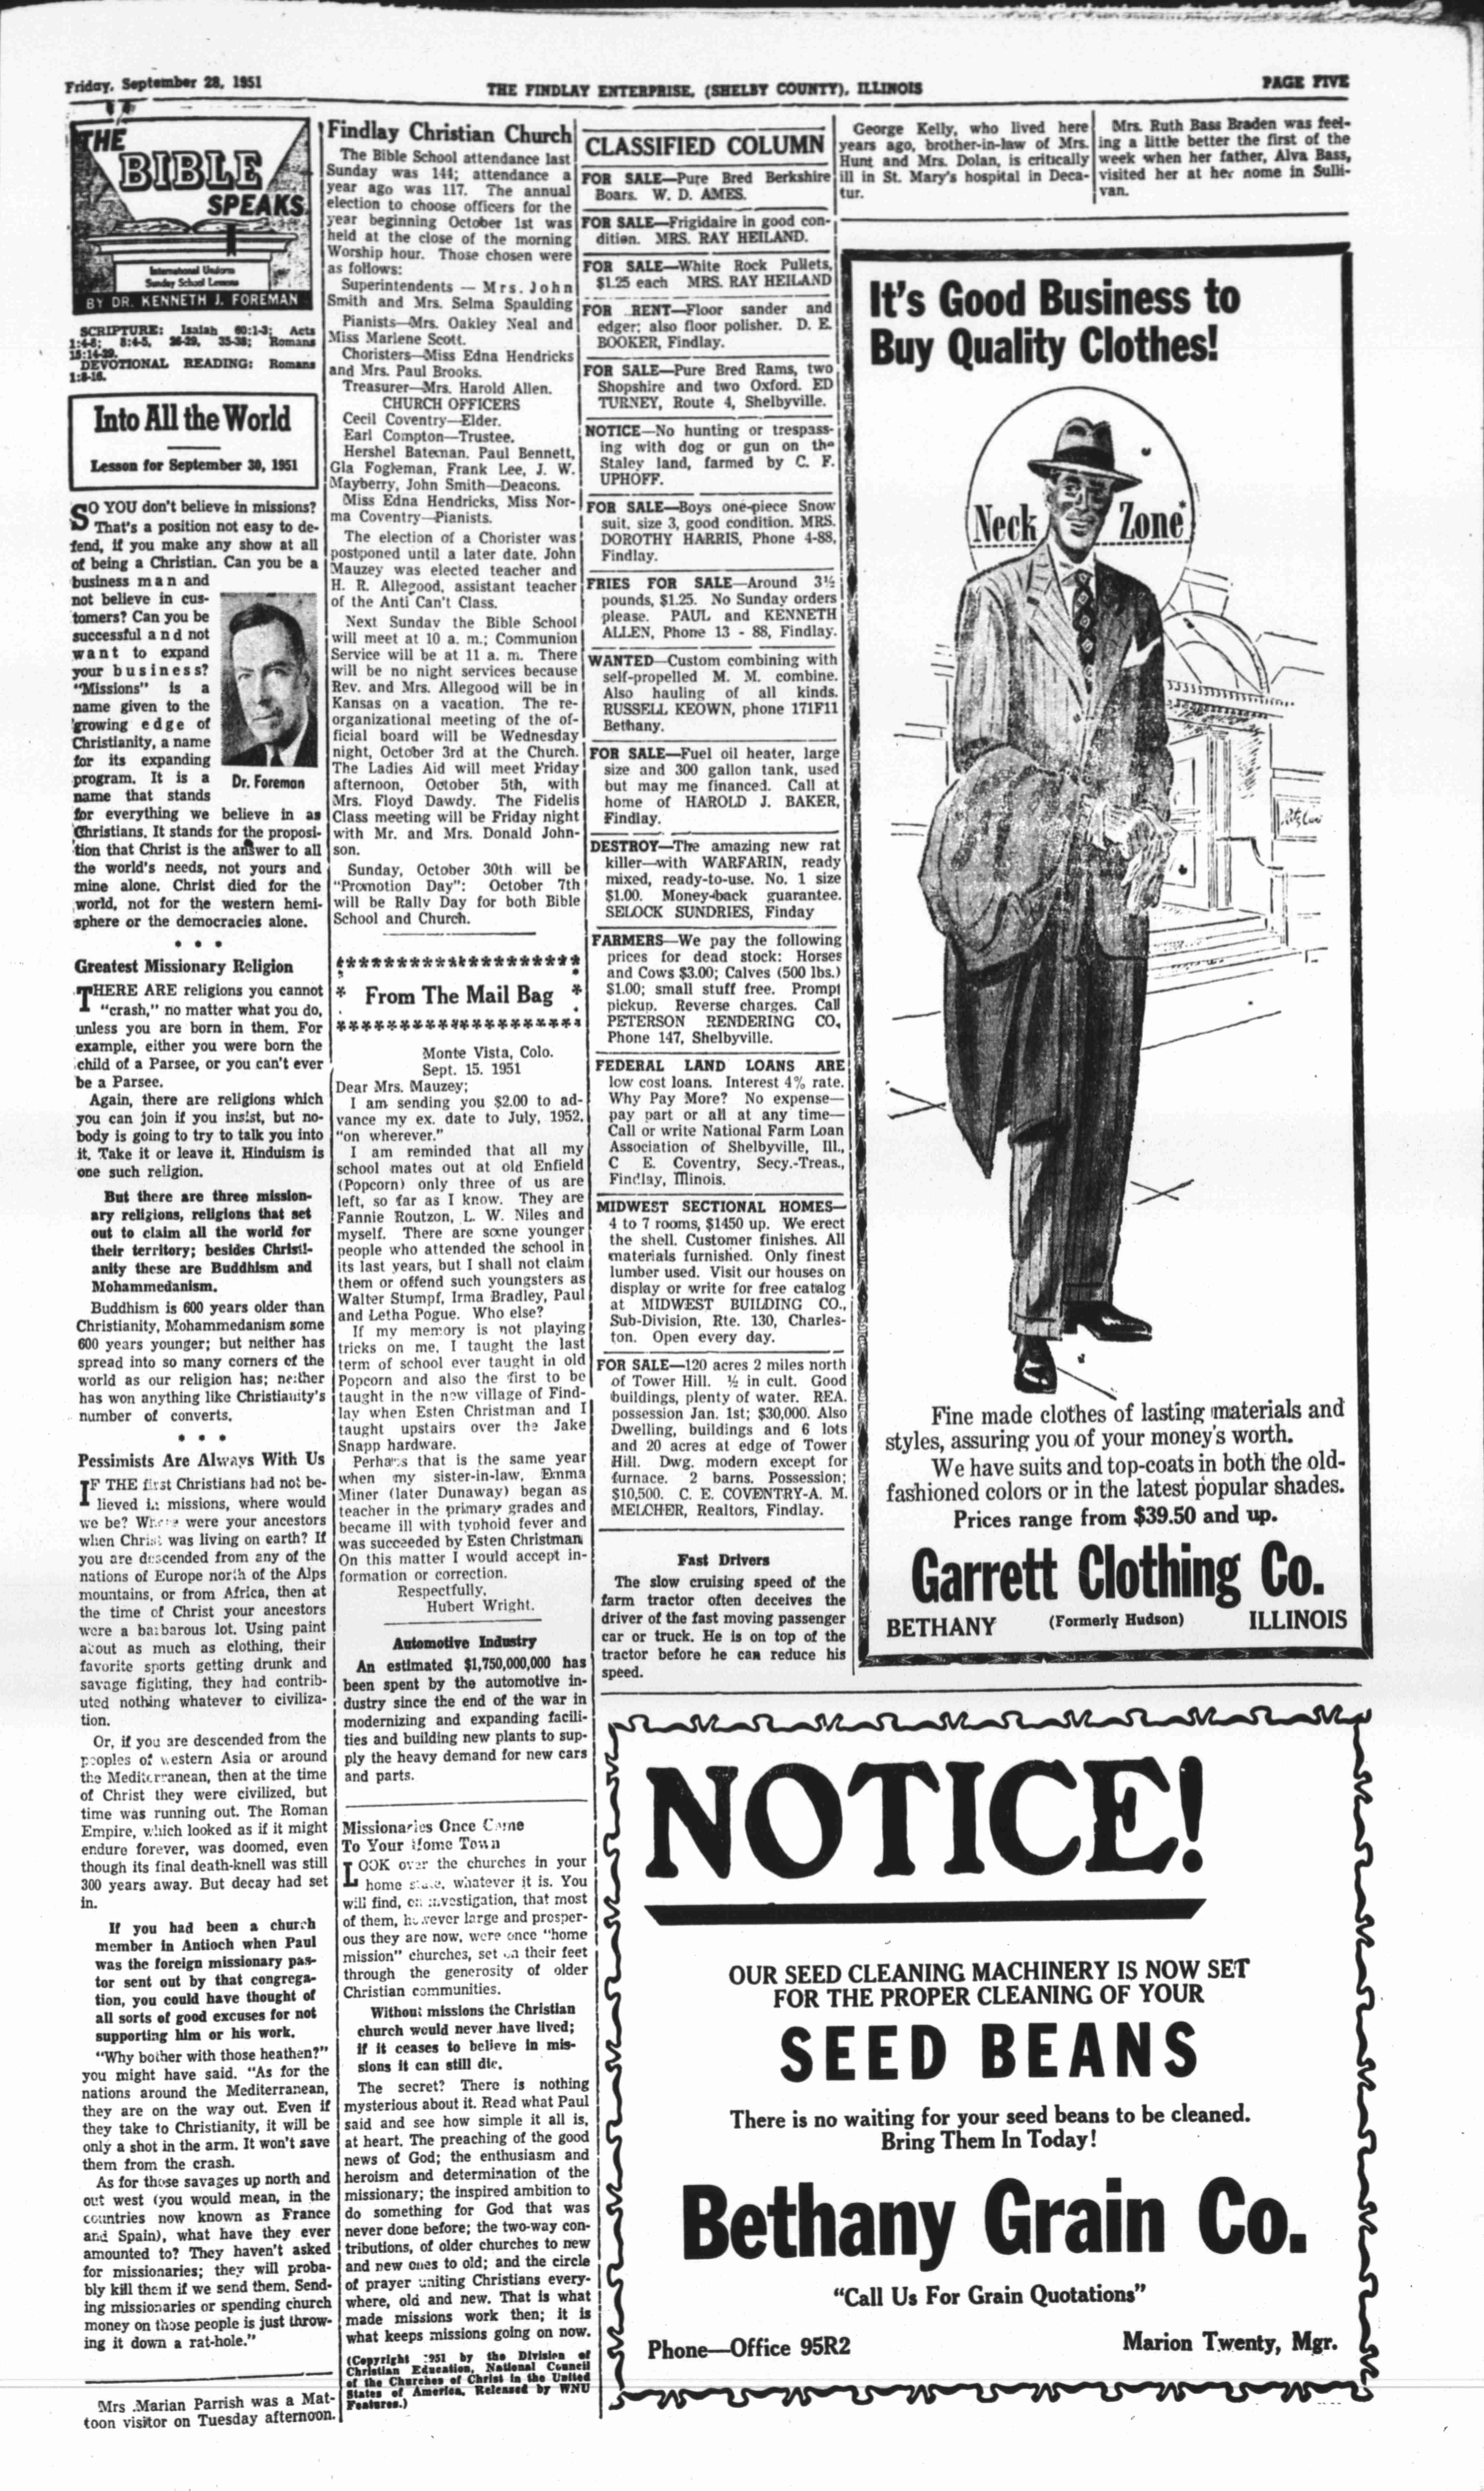 Friday, September 28, 1951
THE FINDLAY ENTERPRISE, (SHELBY COUNTY), ILLINOIS
PAGE FIVE
THE
BIBLE
SPEAKS
International Uniform
Sunday School Lessons
BY DR. KENNETH J. FOREMAN
SCRIPTURE: Isaiah 60:1-3; Acts
1:4-8; 8:4-5, 26-29, 35-38; Romans
15:14-29.
DEVOTIONAL READING: Romans
1:8-16.
Into All the World
Lesson for September 30, 1951
SO YOU don't believe in missions?
That's a position not easy to de-
fend, if you make any show at all
of being a Christian. Can you be a
business man and
not believe in cus-
tomers? Can you be
successful and not
want to expand
your business?
"Missions" is a
name given to the
growing edge of
Christianity, a name
for its expanding
program. It is a
name that stands
Dr. Foreman
for everything we believe in as
Christians. It stands for the proposi-
tion that Christ is the answer to all
the world's needs, not yours and
mine alone. Christ died for the
world, not for the western hemi-
sphere or the democracies alone.
• • •
Greatest Missionary Religion
THERE ARE religions you cannot
"crash," no matter what you do,
unless you are born in them. For
example, either you were born the
child of a Parsee, or you can't ever
be a Parsee.
Again, there are religions which
you can join if you insist, but no-
body is going to try to talk you into
it. Take it or leave it. Hinduism is
one such religion.
But there are three mission-
ary religions, religions that set
out to claim all the world for
their territory; besides Christi-
anity these are Buddhism and
Mohammedanism.
Buddhism is 600 years older than
Christianity, Mohammedanism some
600 years younger; but neither has
spread into so many corners of the
world as our religion has; neither
has won anything like Christianity's
number of converts.
• • •
Pessimists Are Always With Us
IF THE first Christians had not be-
lieved in missions, where would
we be? Where were your ancestors
when Christ was living on earth? If
you are descended from any of the
nations of Europe north of the Alps
mountains, or from Africa, then at
the time of Christ your ancestors
were a barbarous lot. Using paint
about as much as clothing, their
favorite sports getting drunk and
savage fighting, they had contrib-
uted nothing whatever to civiliza-
tion.
Or, if you are descended from the
peoples of western Asia or around
the Mediterranean, then at the time
of Christ they were civilized, but
time was running out. The Roman
Empire, which looked as if it might
endure forever, was doomed, even
though its final death-knell was still
300 years away. But decay had set
in.
If you had been a church
member in Antioch when Paul
was the foreign missionary pas-
tor sent out by that congrega-
tion, you could have thought of
all sorts of good excuses for not
supporting him or his work.
"Why bother with those heathen?"
you might have said. "As for the
nations around the Mediterranean,
they are on the way out. Even if
they take to Christianity, it will be
only a shot in the arm. It won't save
them from the crash.
As for those savages up north and
out west (you would mean, in the
countries now known as France
and Spain), what have they ever
amounted to? They haven't asked
for missionaries; they will proba-
bly kill them if we send them. Send-
ing missionaries or spending church
money on those people is just throw-
ing it down a rat-hole."
Mrs .Marian Parrish was a Mat-
toon visitor on Tuesday afternoon.
Findlay Christian Church
The Bible School attendance last
Sunday was 144; attendance a
year ago was 117. The annual
election to choose officers for the
year beginning October 1st was
held at the close of the morning
Worship hour. Those chosen were
as follows:
Superintendents — Mrs. John
Smith and Mrs. Selma Spaulding
Pianists—Mrs. Oakley Neal and
Miss Marlene Scott.
Choristers—Miss Edna Hendricks
and Mrs. Paul Brooks.
Treasurer—Mrs. Harold Allen.
CHURCH OFFICERS
Cecil Coventry—Elder.
Earl Compton—Trustee.
Hershel Bateman, Paul Bennett,
Gla Fogleman, Frank Lee, J. W.
Mayberry, John Smith—Deacons.
Miss Edna Hendricks, Miss Nor-
ma Coventry—Pianists.
The election of a Chorister was
postponed until a later date. John
Mauzey was elected teacher and
H. R. Allegood, assistant teacher
of the Anti Can't Class.
Next Sunday the Bible School
will meet at 10 a. m.; Communion
Service will be at 11 a. m. There
will be no night services because
Rev. and Mrs. Allegood will be in
Kansas on a vacation. The re-
organizational meeting of the of-
ficial board will be Wednesday
night, October 3rd at the Church.
The Ladies Aid will meet Friday
afternoon, October 5th, with
Mrs. Floyd Dawdy. The Fidelis
Class meeting will be Friday night
with Mr. and Mrs. Donald John-
son.
Sunday, October 30th will be
"Promotion Day": October 7th
will be Rally Day for both Bible
School and Church.
* From The Mail Bag *
Monte Vista, Colo.
Sept. 15. 1951
Dear Mrs. Mauzey;
I am sending you $2.00 to ad-
vance my ex. date to July, 1952,
"on wherever."
I am reminded that all my
school mates out at old Enfield
(Popcorn) only three of us are
left, so far as I know. They are
Fannie Routzon, L. W. Niles and
myself. There are some younger
people who attended the school in
its last years, but I shall not claim
them or offend such youngsters as
Walter Stumpf, Irma Bradley, Paul
and Letha Pogue. Who else?
If my memory is not playing
tricks on me, I taught the last
term of school ever taught in old
Popcorn and also the first to be
taught in the new village of Find-
lay when Esten Christman and I
taught upstairs over the Jake
Snapp hardware.
Perhaps that is the same year
when my sister-in-law, Emma
Miner (later Dunaway) began as
teacher in the primary grades and
became ill with typhoid fever and
was succeeded by Esten Christman
On this matter I would accept in-
formation or correction.
Respectfully,
Hubert Wright.
Automotive Industry
An estimated $1,750,000,000 has
been spent by the automotive in-
dustry since the end of the war in
modernizing and expanding facili-
ties and building new plants to sup-
ply the heavy demand for new cars
and parts.
Missionaries Once Came
To Your Home Town
LOOK over the churches in your
home state, whatever it is. You
will find, on investigation, that most
of them, however large and prosper-
ous they are now, were once "home
mission" churches, set on their feet
through the generosity of older
Christian communities.
Without missions the Christian
church would never have lived;
if it ceases to believe in mis-
sions it can still die.
The secret? There is nothing
mysterious about it. Read what Paul
said and see how simple it all is,
at heart. The preaching of the good
news of God; the enthusiasm and
heroism and determination of the
missionary; the inspired ambition to
do something for God that was
never done before; the two-way con-
tributions, of older churches to new
and new ones to old; and the circle
of prayer uniting Christians every-
where, old and new. That is what
made missions work then; it is
what keeps missions going on now.
(Copyright 1951 by the Division of
Christian Education, National Council
of the Churches of Christ in the United
States of America. Released by WNU
Features.)
CLASSIFIED COLUMN
FOR SALE—Pure Bred Berkshire
Boars. W. D. AMES.
FOR SALE—Frigidaire in good con-
dition. MRS. RAY HEILAND.
FOR SALE—White Rock Pullets,
$1.25 each MRS. RAY HEILAND
FOR RENT—Floor sander and
edger; also floor polisher. D. E.
BOOKER, Findlay.
FOR SALE—Pure Bred Rams, two
Shopshire and two Oxford. ED
TURNEY, Route 4, Shelbyville.
NOTICE—No hunting or trespass-
ing with dog or gun on the
Staley land, farmed by C. F.
UPHOFF.
FOR SALE—Boys one-piece Snow
suit, size 3, good condition. MRS.
DOROTHY HARRIS, Phone 4-88,
Findlay.
FRIES FOR SALE—Around 3½
pounds, $1.25. No Sunday orders
please. PAUL and KENNETH
ALLEN, Phone 13 - 88, Findlay.
WANTED—Custom combining with
self-propelled M. M. combine.
Also hauling of all kinds.
RUSSELL KEOWN, phone 171F11
Bethany.
FOR SALE—Fuel oil heater, large
size and 300 gallon tank, used
but may me financed. Call at
home of HAROLD J. BAKER,
Findlay.
DESTROY—The amazing new rat
killer—with WARFARIN, ready
mixed, ready-to-use. No. 1 size
$1.00. Money-back guarantee.
SELOCK SUNDRIES, Finday
FARMERS—We pay the following
prices for dead stock: Horses
and Cows $3.00; Calves (500 lbs.)
$1.00; small stuff free. Prompt
pickup. Reverse charges. Call
PETERSON RENDERING CO,
Phone 147, Shelbyville.
FEDERAL LAND LOANS ARE
low cost loans. Interest 4% rate.
Why Pay More? No expense—
pay part or all at any time—
Call or write National Farm Loan
Association of Shelbyville, Ill.,
C E. Coventry, Secy.-Treas.,
Findlay, Illinois.
MIDWEST SECTIONAL HOMES—
4 to 7 rooms, $1450 up. We erect
the shell. Customer finishes. All
materials furnished. Only finest
lumber used. Visit our houses on
display or write for free catalog
at MIDWEST BUILDING CO.,
Sub-Division, Rte. 130, Charles-
ton. Open every day.
FOR SALE—120 acres 2 miles north
of Tower Hill. ½ in cult. Good
buildings, plenty of water. REA.
possession Jan. 1st; $30,000. Also
Dwelling, buildings and 6 lots
and 20 acres at edge of Tower
Hill. Dwg. modern except for
furnace. 2 barns. Possession;
$10,500. C. E. COVENTRY-A. M.
MELCHER, Realtors, Findlay.
Fast Drivers
The slow cruising speed of the
farm tractor often deceives the
driver of the fast moving passenger
car or truck. He is on top of the
tractor before he can reduce his
speed.
George Kelly, who lived here
years ago, brother-in-law of Mrs.
Hunt and Mrs. Dolan, is critically
ill in St. Mary's hospital in Deca-
tur.
Mrs. Ruth Bass Braden was feel-
ing a little better the first of the
week when her father, Alva Bass,
visited her at her nome in Sulli-
van.
It's Good Business to
Buy Quality Clothes!
Neck Zone*
Fine made clothes of lasting materials and
styles, assuring you of your money's worth.
We have suits and top-coats in both the old-
fashioned colors or in the latest popular shades.
Prices range from $39.50 and up.
Garrett Clothing Co.
BETHANY (Formerly Hudson) ILLINOIS
NOTICE!
OUR SEED CLEANING MACHINERY IS NOW SET
FOR THE PROPER CLEANING OF YOUR
SEED BEANS
There is no waiting for your seed beans to be cleaned.
Bring Them In Today!
Bethany Grain Co.
"Call Us For Grain Quotations"
Phone—Office 95R2
Marion Twenty, Mgr.